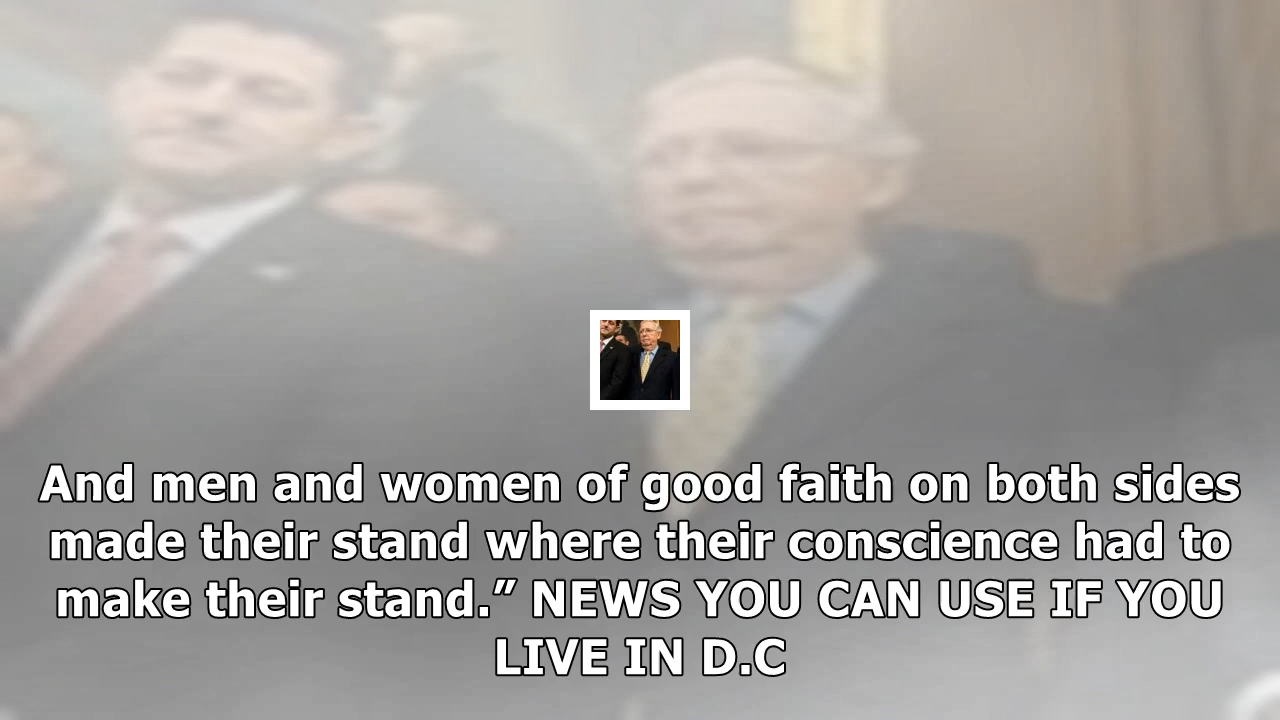 And men and women of good faith on both sides
made their stand where their conscience had to
make their stand.” NEWS YOU CAN USE IF YOU
LIVE IN D.C